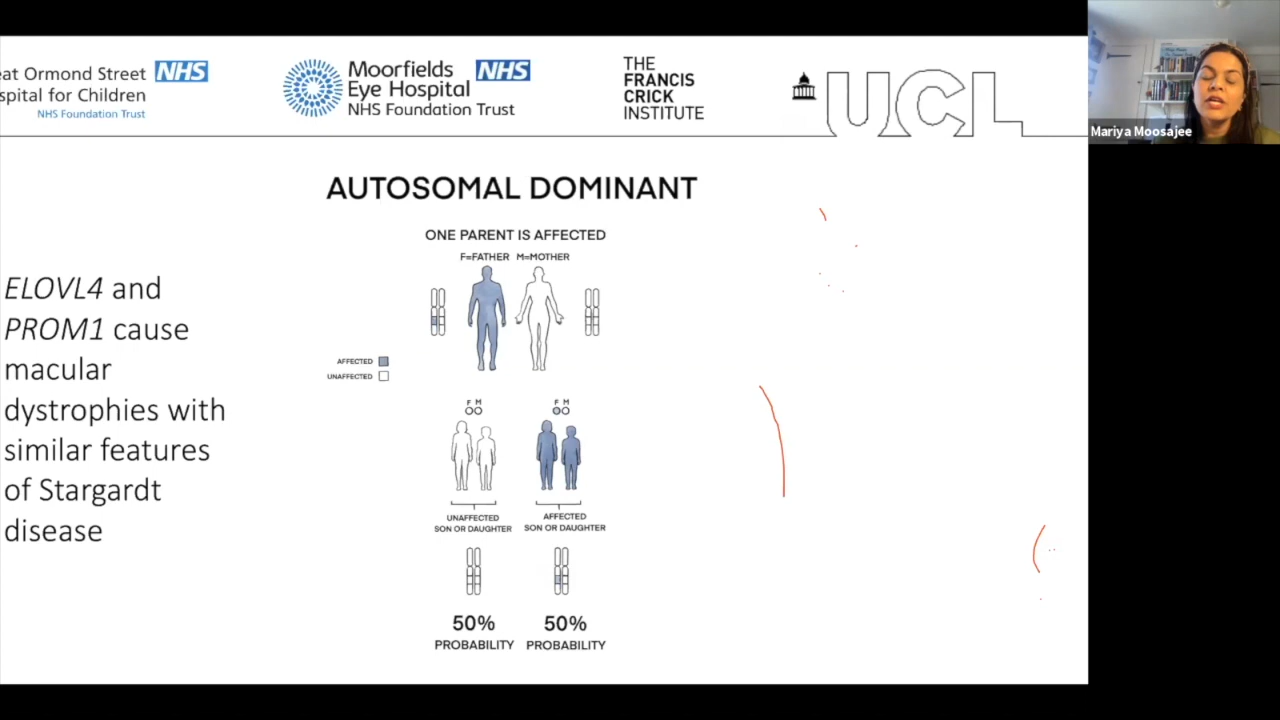 eat Ormond Street NHS
spital for Children
NHS Foundation Trust
Moorfields NHS
Eye Hospital
NHS Foundation Trust
THE
FRANCIS
CRICK
INSTITUTE
UCL
Mariya Moosajee
AUTOSOMAL DOMINANT
ONE PARENT IS AFFECTED
F=FATHER M=MOTHER
ELOVL4 and
PROM1 cause
macular
dystrophies with
similar features
of Stargardt
disease
AFFECTED
UNAFFECTED
F M
F M
UNAFFECTED
SON OR DAUGHTER
AFFECTED
SON OR DAUGHTER
50%
PROBABILITY
50%
PROBABILITY